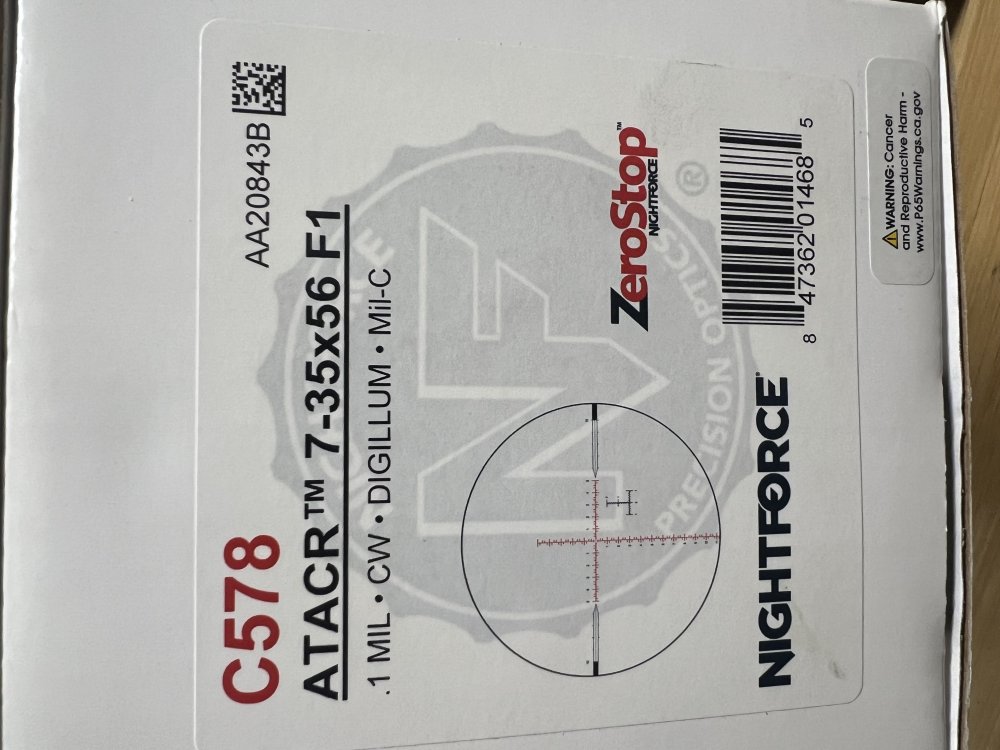 C578
AA20843B
ATACR™ 7-35x56 F1
.1 MIL • CW • DIGILLUM • Mil-C
NF
PRECISION OPTICS
®
ZeroStop™
NIGHTFORCE
NIGHTFORCE®
8 47362 01468 5
⚠WARNING: Cancer
and Reproductive Harm -
www.P65Warnings.ca.gov